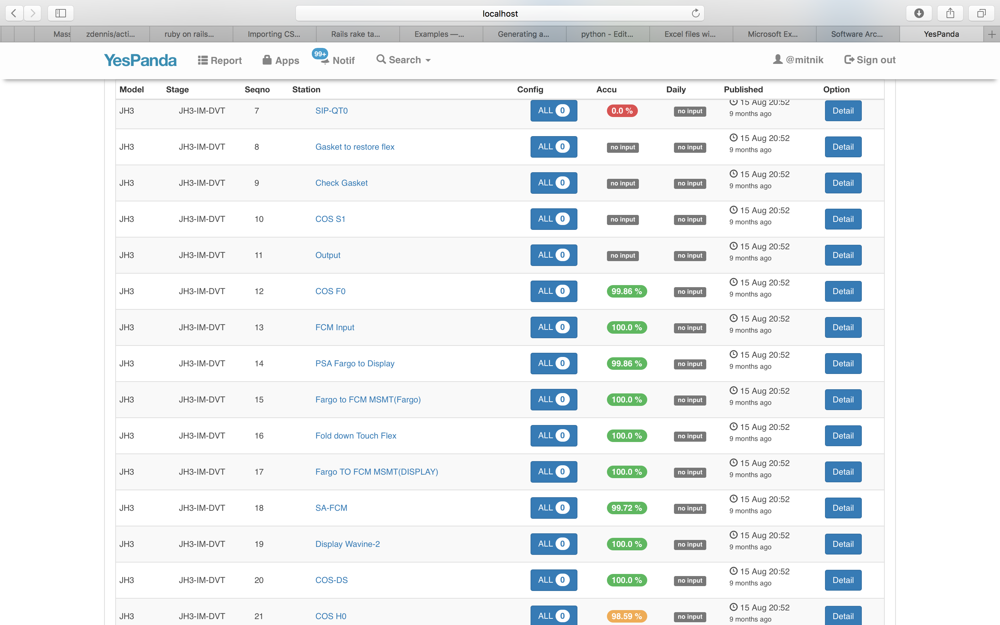 localhost
Mass zdennis/acti... ruby on rails... Importing CS... Rails rake ta... Examples —... Generating a... python - Edit... Excel files wi... Microsoft Ex... Software Arc... YesPanda
YesPanda Report Apps 99+ Notif Search @mitnik Sign out
Model Stage Seqno Station Config Accu Daily Published Option
JH3 JH3-IM-DVT 7 SIP-QT0 ALL 0 0.0 % no input 15 Aug 20:52 Detail
9 months ago
JH3 JH3-IM-DVT 8 Gasket to restore flex ALL 0 no input no input 15 Aug 20:52 Detail
9 months ago
JH3 JH3-IM-DVT 9 Check Gasket ALL 0 no input no input 15 Aug 20:52 Detail
9 months ago
JH3 JH3-IM-DVT 10 COS S1 ALL 0 no input no input 15 Aug 20:52 Detail
9 months ago
JH3 JH3-IM-DVT 11 Output ALL 0 no input no input 15 Aug 20:52 Detail
9 months ago
JH3 JH3-IM-DVT 12 COS F0 ALL 0 99.86 % no input 15 Aug 20:52 Detail
9 months ago
JH3 JH3-IM-DVT 13 FCM Input ALL 0 100.0 % no input 15 Aug 20:52 Detail
9 months ago
JH3 JH3-IM-DVT 14 PSA Fargo to Display ALL 0 99.86 % no input 15 Aug 20:52 Detail
9 months ago
JH3 JH3-IM-DVT 15 Fargo to FCM MSMT(Fargo) ALL 0 100.0 % no input 15 Aug 20:52 Detail
9 months ago
JH3 JH3-IM-DVT 16 Fold down Touch Flex ALL 0 100.0 % no input 15 Aug 20:52 Detail
9 months ago
JH3 JH3-IM-DVT 17 Fargo TO FCM MSMT(DISPLAY) ALL 0 100.0 % no input 15 Aug 20:52 Detail
9 months ago
JH3 JH3-IM-DVT 18 SA-FCM ALL 0 99.72 % no input 15 Aug 20:52 Detail
9 months ago
JH3 JH3-IM-DVT 19 Display Wavine-2 ALL 0 100.0 % no input 15 Aug 20:52 Detail
9 months ago
JH3 JH3-IM-DVT 20 COS-DS ALL 0 100.0 % no input 15 Aug 20:52 Detail
9 months ago
JH3 JH3-IM-DVT 21 COS H0 ALL 0 98.59 % no input 15 Aug 20:52 Detail
9 months ago